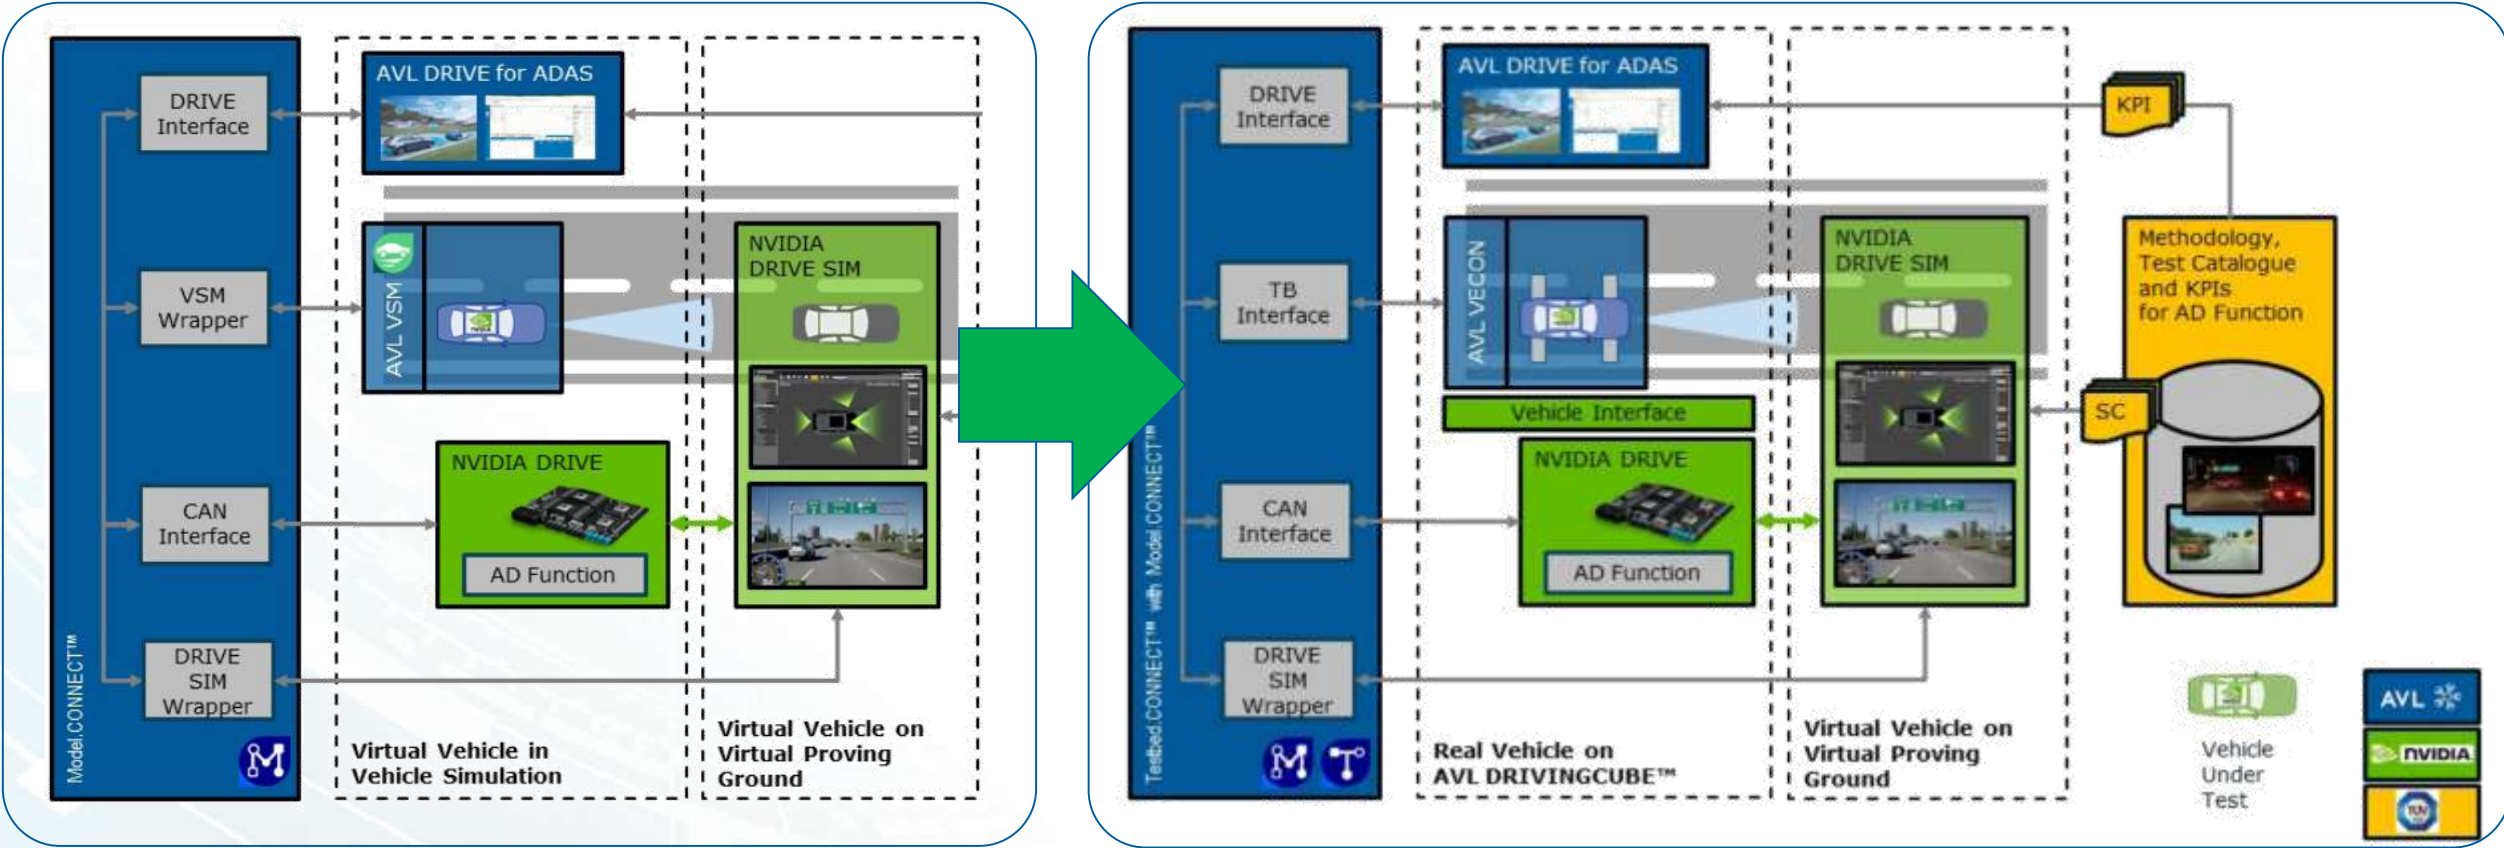 DRIVE
Interface
VSM
Wrapper
CAN
Interface
DRIVE
SIM
Wrapper
Model.CONNECT™
AVL DRIVE for ADAS
AVL VSM
NVIDIA DRIVE
AD Function
Virtual Vehicle in
Vehicle Simulation
NVIDIA
DRIVE SIM
Virtual Vehicle on
Virtual Proving
Ground
DRIVE
Interface
TB
Interface
CAN
Interface
DRIVE
SIM
Wrapper
Testbed.CONNECT™ with Model.CONNECT™
AVL DRIVE for ADAS
AVL VECON
Vehicle Interface
NVIDIA DRIVE
AD Function
Real Vehicle on
AVL DRIVINGCUBE™
NVIDIA
DRIVE SIM
Virtual Vehicle on
Virtual Proving
Ground
KPI
Methodology,
Test Catalogue
and KPIs
for AD Function
SC
Vehicle
Under
Test
AVL
NVIDIA
TÜV